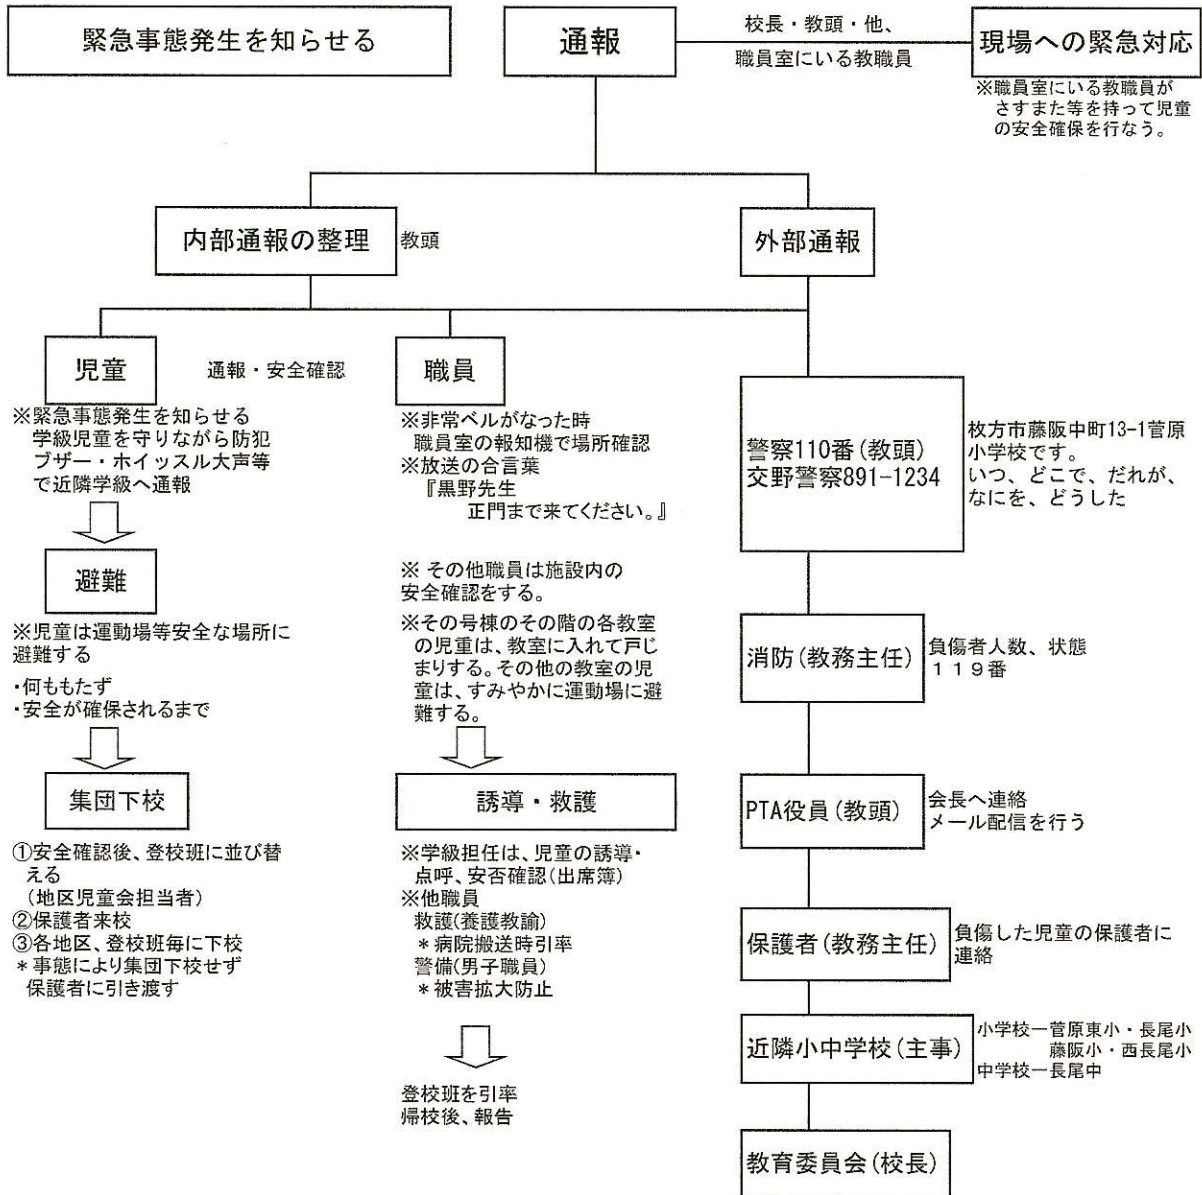 緊急事態発生を知らせる
通報
校長・教頭・他、
職員室にいる教職員
現場への緊急対応
※職員室にいる教職員が
さすまた等を持って児童
の安全確保を行なう。
内部通報の整理
教頭
外部通報
児童
通報・安全確認
職員
※緊急事態発生を知らせる
学級児童を守りながら防犯
ブザー・ホイッスル大声等
で近隣学級へ通報
避難
※児童は運動場等安全な場所に
避難する
・何ももたず
・安全が確保されるまで
集団下校
①安全確認後、登校班に並び替
える
(地区児童会担当者)
②保護者来校
③各地区、登校班毎に下校
*事態により集団下校せず
保護者に引き渡す
※非常ベルがなった時
職員室の報知機で場所確認
※放送の合言葉
『黒野先生
正門まで来てください。』
※ その他職員は施設内の
安全確認をする。
※その号棟のその階の各教室
の児重は、教室に入れて戸じ
まりする。その他の教室の児
童は、すみやかに運動場に避
難する。
誘導・救護
※学級担任は、児童の誘導・
点呼、安否確認(出席簿)
※他職員
救護(養護教諭)
*病院搬送時引率
警備(男子職員)
*被害拡大防止
登校班を引率
帰校後、報告
警察110番(教頭)
交野警察891-1234
枚方市藤阪中町13-1菅原
小学校です。
いつ、どこで、だれが、
なにを、どうした
消防(教務主任)
負傷者人数、状態
119番
PTA役員(教頭)
会長へ連絡
メール配信を行う
保護者(教務主任)
負傷した児童の保護者に
連絡
近隣小中学校(主事)
小学校ー菅原東小・長尾小
藤阪小・西長尾小
中学校ー長尾中
教育委員会(校長)